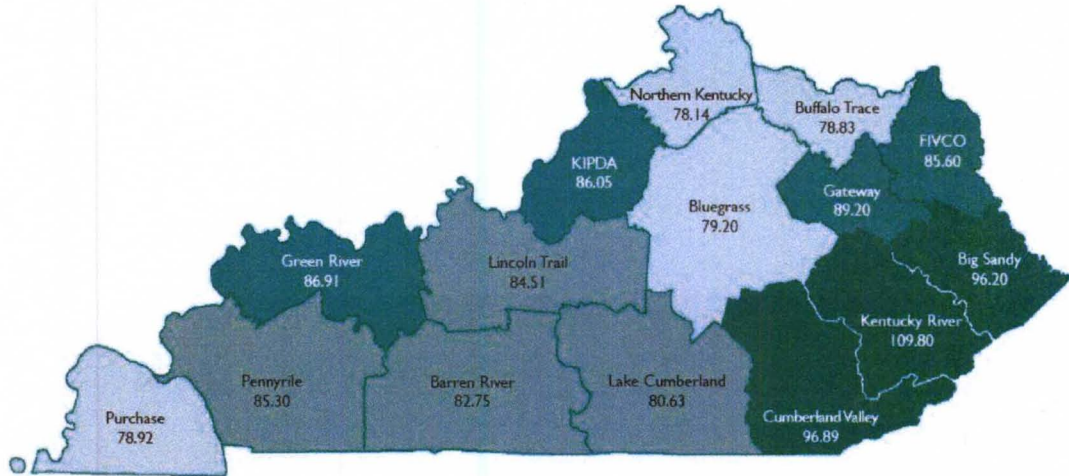 Northern Kentucky
78.14
Buffalo Trace
78.83
FIVCO
85.60
KIPDA
86.05
Gateway
89.20
Bluegrass
79.20
Green River
86.91
Lincoln Trail
84.51
Big Sandy
96.20
Kentucky River
109.80
Pennyrile
85.30
Barren River
82.75
Lake Cumberland
80.63
Purchase
78.92
Cumberland Valley
96.89